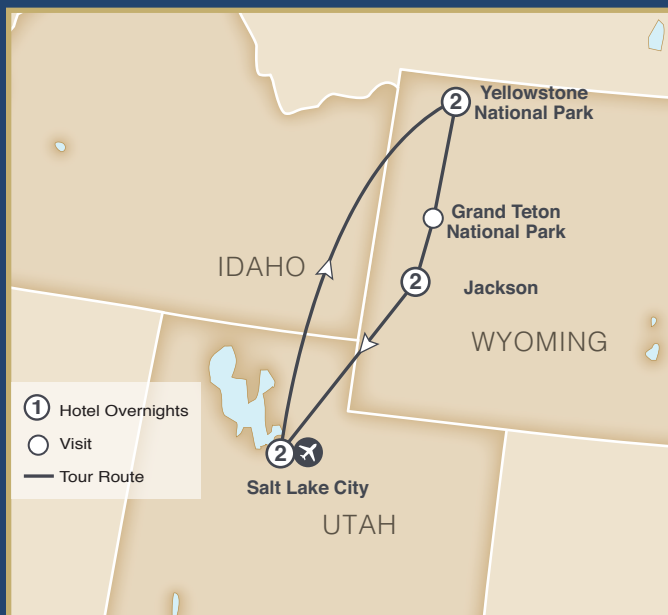 2
Yellowstone
National Park
Grand Teton
National Park
IDAHO
2
Jackson
WYOMING
1 Hotel Overnights
Visit
Tour Route
2
Salt Lake City
UTAH